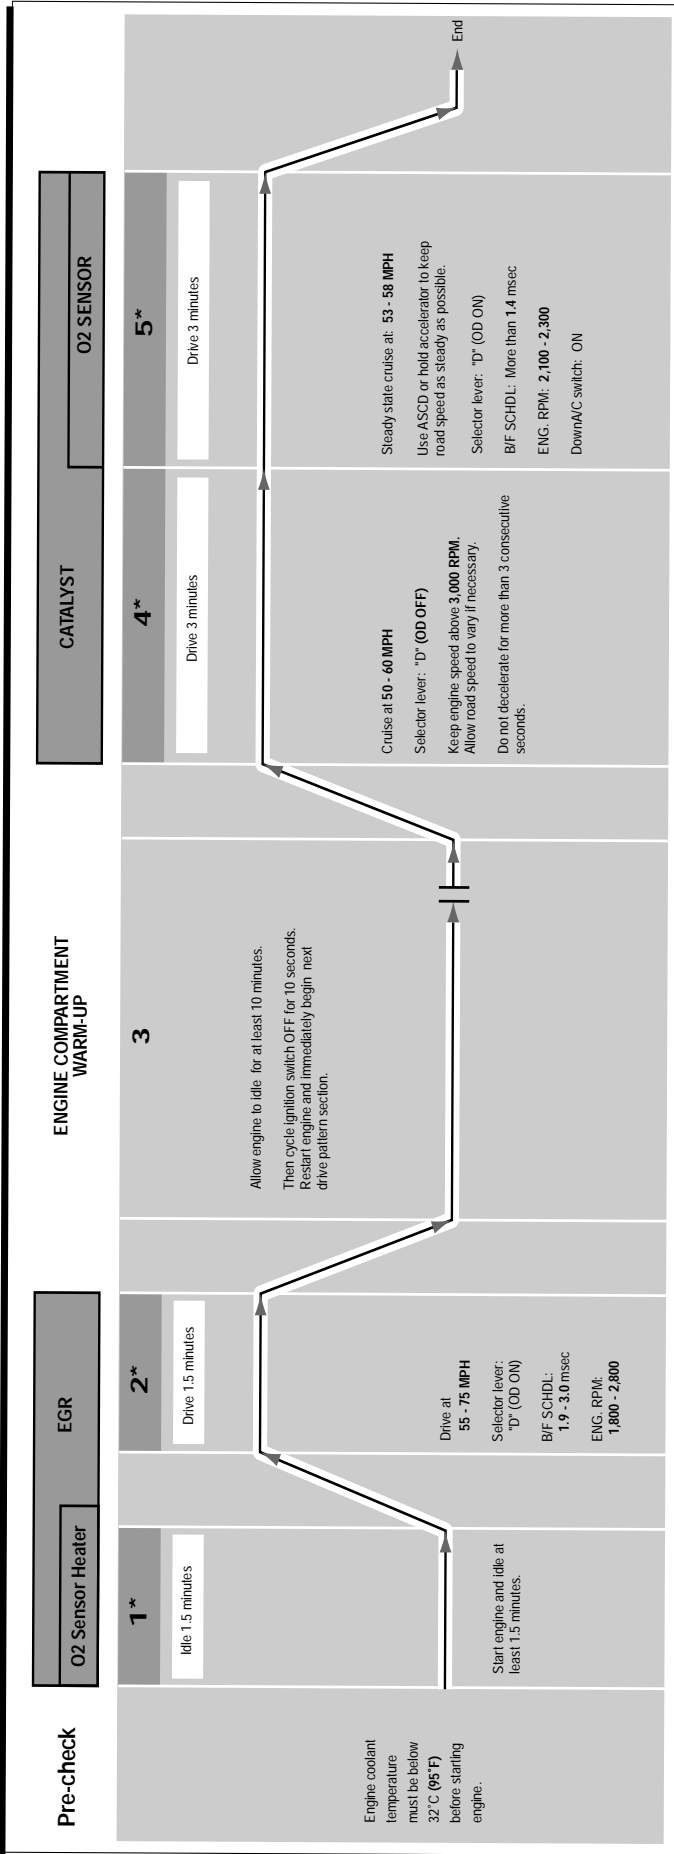 Pre-check
Engine coolant
temperature
must be below
32˚C (95˚F)
before starting
engine.
EGR
O2 Sensor Heater
1*
Idle 1.5 minutes
Start engine and idle at
least 1.5 minutes.
2*
Drive 1.5 minutes
Drive at
55 - 75 MPH
Selector lever:
"D" (OD ON)
B/F SCHDL:
1.9 - 3.0 msec
ENG. RPM:
1,800 - 2,800
ENGINE COMPARTMENT
WARM-UP
3
Allow engine to idle for at least 10 minutes.
Then cycle ignition switch OFF for 10 seconds.
Restart engine and immediately begin next
drive pattern section.
CATALYST
O2 SENSOR
4*
Drive 3 minutes
Cruise at 50 - 60 MPH
Selector lever: "D" (OD OFF)
Keep engine speed above 3,000 RPM.
Allow road speed to vary if necessary.
Do not decelerate for more than 3 consecutive
seconds.
5*
Drive 3 minutes
Steady state cruise at: 53 - 58 MPH
Use ASCD or hold accelerator to keep
road speed as steady as possible.
Selector lever: "D" (OD ON)
B/F SCHDL: More than 1.4 msec
ENG. RPM: 2,100 - 2,300
DownA/C switch: ON
End